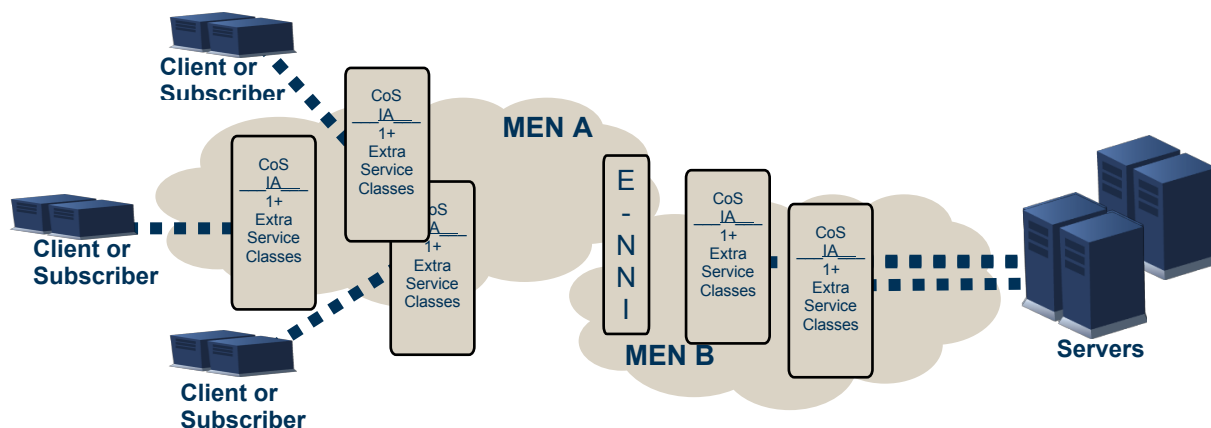 Client or
Subscriber
CoS
IA
1+
Extra
Service
Classes
MEN A
CoS
IA
1+
Extra
Service
Classes
Client or
Subscriber
CoS
IA
1+
Extra
Service
Classes
E
-
N
N
I
CoS
IA
1+
Extra
Service
Classes
CoS
IA
1+
Extra
Service
Classes
MEN B
Servers
Client or
Subscriber